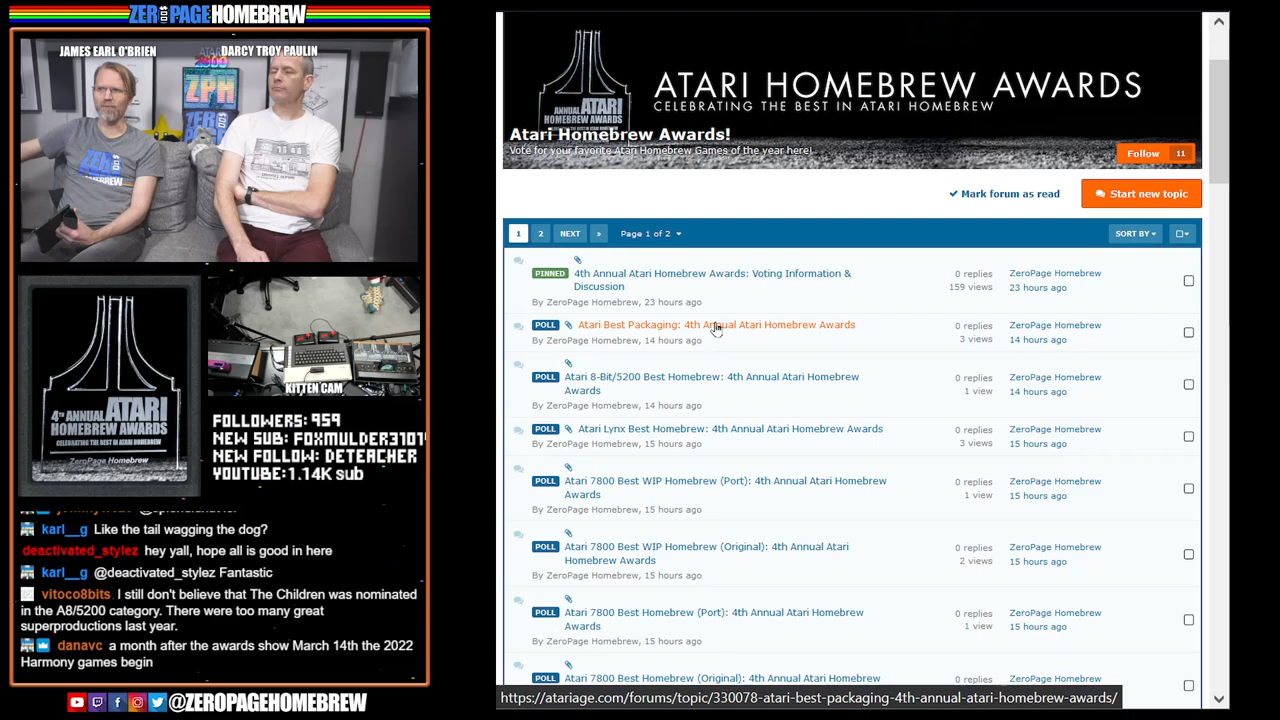 ZEROPAGE HOMEBREW
JAMES EARL O'BRIEN
DARCY TROY PAULIN
ZPH
4TH ANNUAL ATARI
HOMEBREW AWARDS
CELEBRATING THE BEST IN ATARI HOMEBREW
ZeroPage Homebrew
KITTEN CAM
FOLLOWERS: 959
NEW SUB: FOXMULDER3101
NEW FOLLOW: DETEACHER
YOUTUBE:1.14K sub
karl__g Like the tail wagging the dog?
deactivated_stylez hey yall, hope all is good in here
karl__g @deactivated_stylez Fantastic
vitoco8bits I still don't believe that The Children was nominated
in the A8/5200 category. There were too many great
superproductions last year.
danavc a month after the awards show March 14th the 2022
Harmony games begin
@ZEROPAGEHOMEBREW
ANNUAL ATARI
HOMEBREW AWARDS
ATARI HOMEBREW AWARDS
CELEBRATING THE BEST IN ATARI HOMEBREW
Atari Homebrew Awards!
Vote for your favorite Atari Homebrew Games of the year here!
Follow 11
Mark forum as read
Start new topic
1 2 NEXT » Page 1 of 2
SORT BY
PINNED 4th Annual Atari Homebrew Awards: Voting Information &
Discussion
By ZeroPage Homebrew, 23 hours ago
0 replies
159 views
ZeroPage Homebrew
23 hours ago
POLL Atari Best Packaging: 4th Annual Atari Homebrew Awards
By ZeroPage Homebrew, 14 hours ago
0 replies
3 views
ZeroPage Homebrew
14 hours ago
POLL Atari 8-Bit/5200 Best Homebrew: 4th Annual Atari Homebrew
Awards
By ZeroPage Homebrew, 14 hours ago
0 replies
1 view
ZeroPage Homebrew
14 hours ago
POLL Atari Lynx Best Homebrew: 4th Annual Atari Homebrew Awards
By ZeroPage Homebrew, 15 hours ago
0 replies
3 views
ZeroPage Homebrew
15 hours ago
POLL Atari 7800 Best WIP Homebrew (Port): 4th Annual Atari Homebrew
Awards
By ZeroPage Homebrew, 15 hours ago
0 replies
1 view
ZeroPage Homebrew
15 hours ago
POLL Atari 7800 Best WIP Homebrew (Original): 4th Annual Atari
Homebrew Awards
By ZeroPage Homebrew, 15 hours ago
0 replies
2 views
ZeroPage Homebrew
15 hours ago
POLL Atari 7800 Best Homebrew (Port): 4th Annual Atari Homebrew
Awards
By ZeroPage Homebrew, 15 hours ago
0 replies
1 view
ZeroPage Homebrew
15 hours ago
POLL Atari 7800 Best Homebrew (Original): 4th Annual Atari Homebrew
0 replies
ZeroPage Homebrew
https://atariage.com/forums/topic/330078-atari-best-packaging-4th-annual-atari-homebrew-awards/